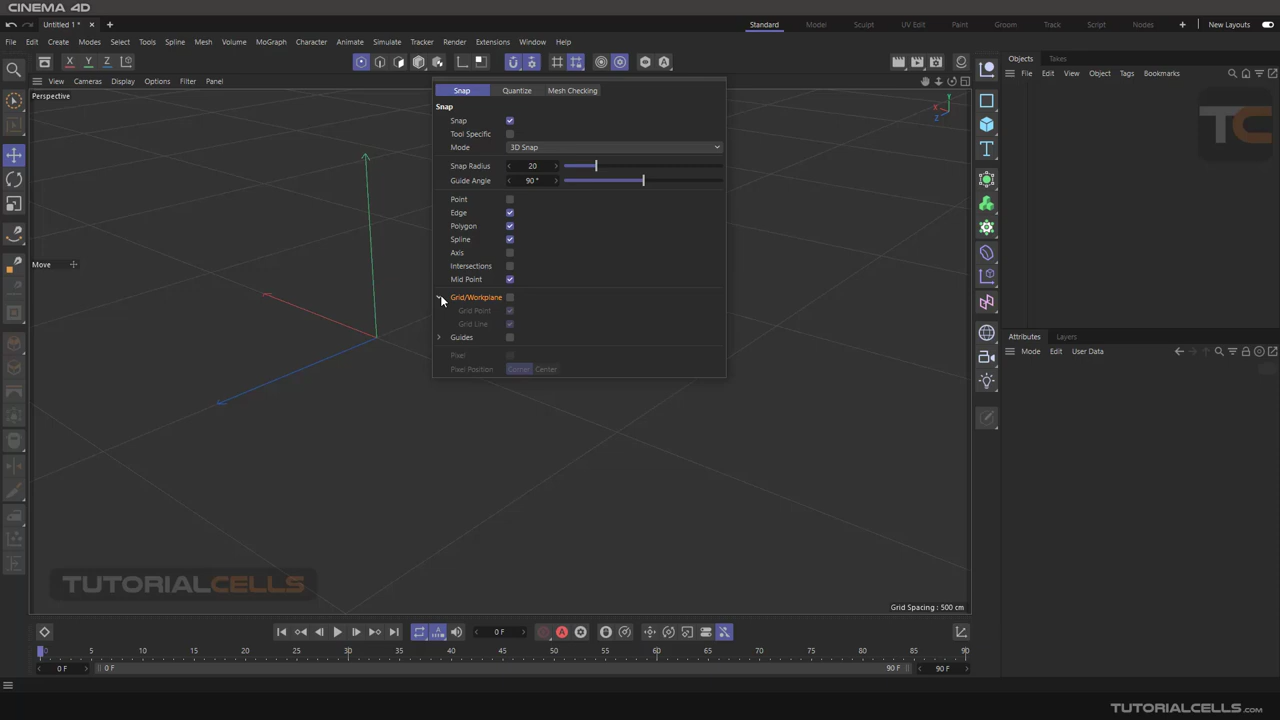 CINEMA 4D
Untitled 1 *
Standard Model Sculpt UV Edit Paint Groom Track Script Nodes New Layouts
File Edit Create Modes Select Tools Spline Mesh Volume MoGraph Character Animate Simulate Tracker Render Extensions Window Help
X Y Z
View Cameras Display Options Filter Panel
Perspective
Y
X
Z
Move
Snap Quantize Mesh Checking
Snap
Snap
Tool Specific
Mode 3D Snap
Snap Radius 20
Guide Angle 90 °
Point
Edge
Polygon
Spline
Axis
Intersections
Mid Point
Grid/Workplane
Grid Point
Grid Line
Guides
Pixel
Pixel Position Corner Center
Objects Takes
File Edit View Object Tags Bookmarks
TC
Attributes Layers
Mode Edit User Data
TUTORIALCELLS
Grid Spacing : 500 cm
0 F
0 5 10 15 20 25 30 35 40 45 50 55 60 65 70 75 80 85 90
0 F 0 F 90 F 90 F
TUTORIALCELLS.com